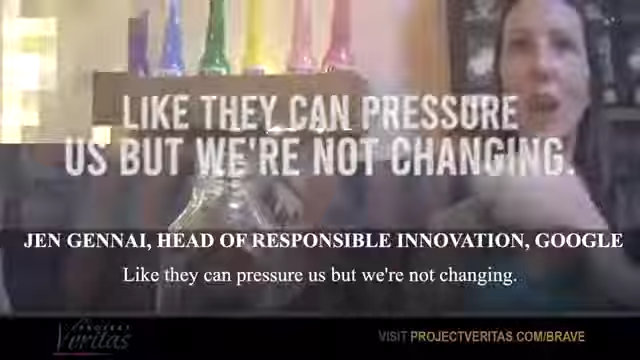 LIKE THEY CAN PRESSURE
US BUT WE'RE NOT CHANGING.
JEN GENNAI, HEAD OF RESPONSIBLE INNOVATION, GOOGLE
Like they can pressure us but we're not changing.
PROJECT
Veritas
VISIT PROJECTVERITAS.COM/BRAVE